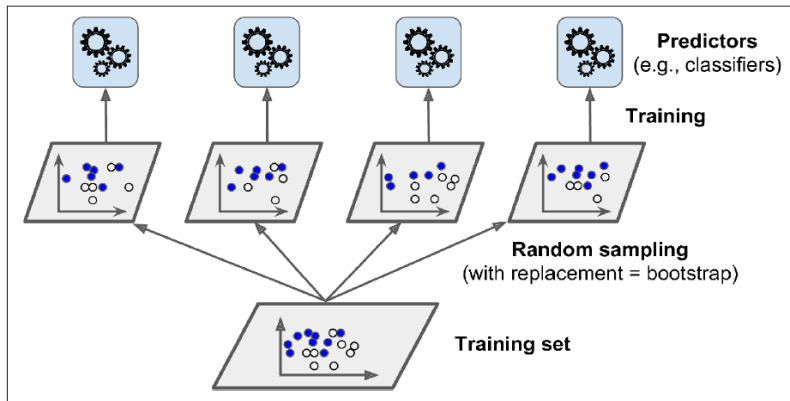 Predictors
(e.g., classifiers)
Training
Random sampling
(with replacement = bootstrap)
Training set